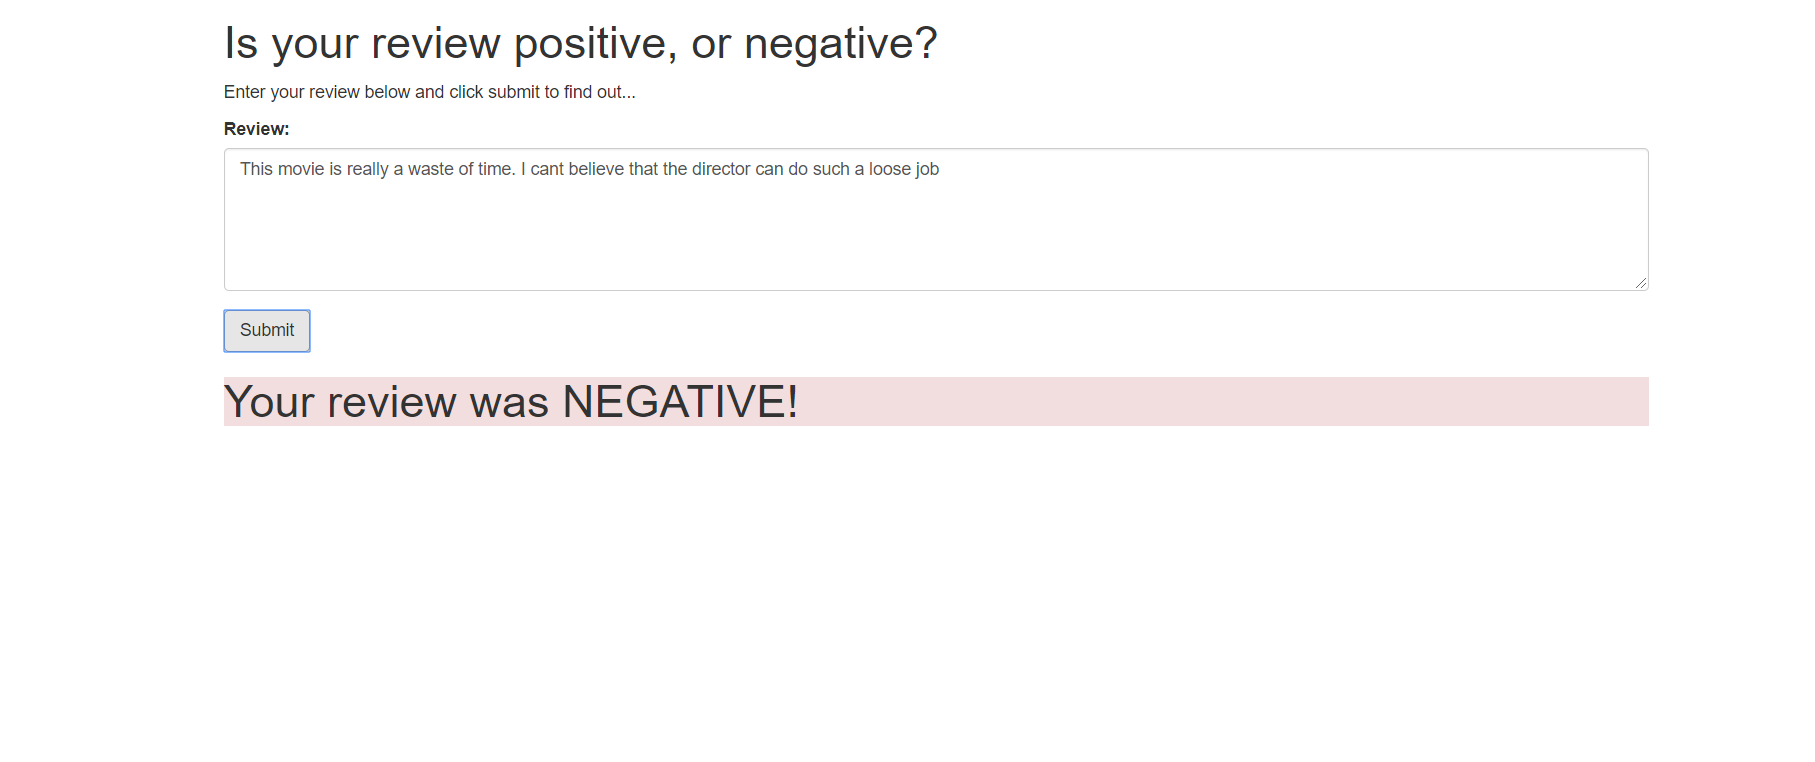 Is your review positive, or negative?
Enter your review below and click submit to find out...
Review:
This movie is really a waste of time. I cant believe that the director can do such a loose job
Submit
Your review was NEGATIVE!